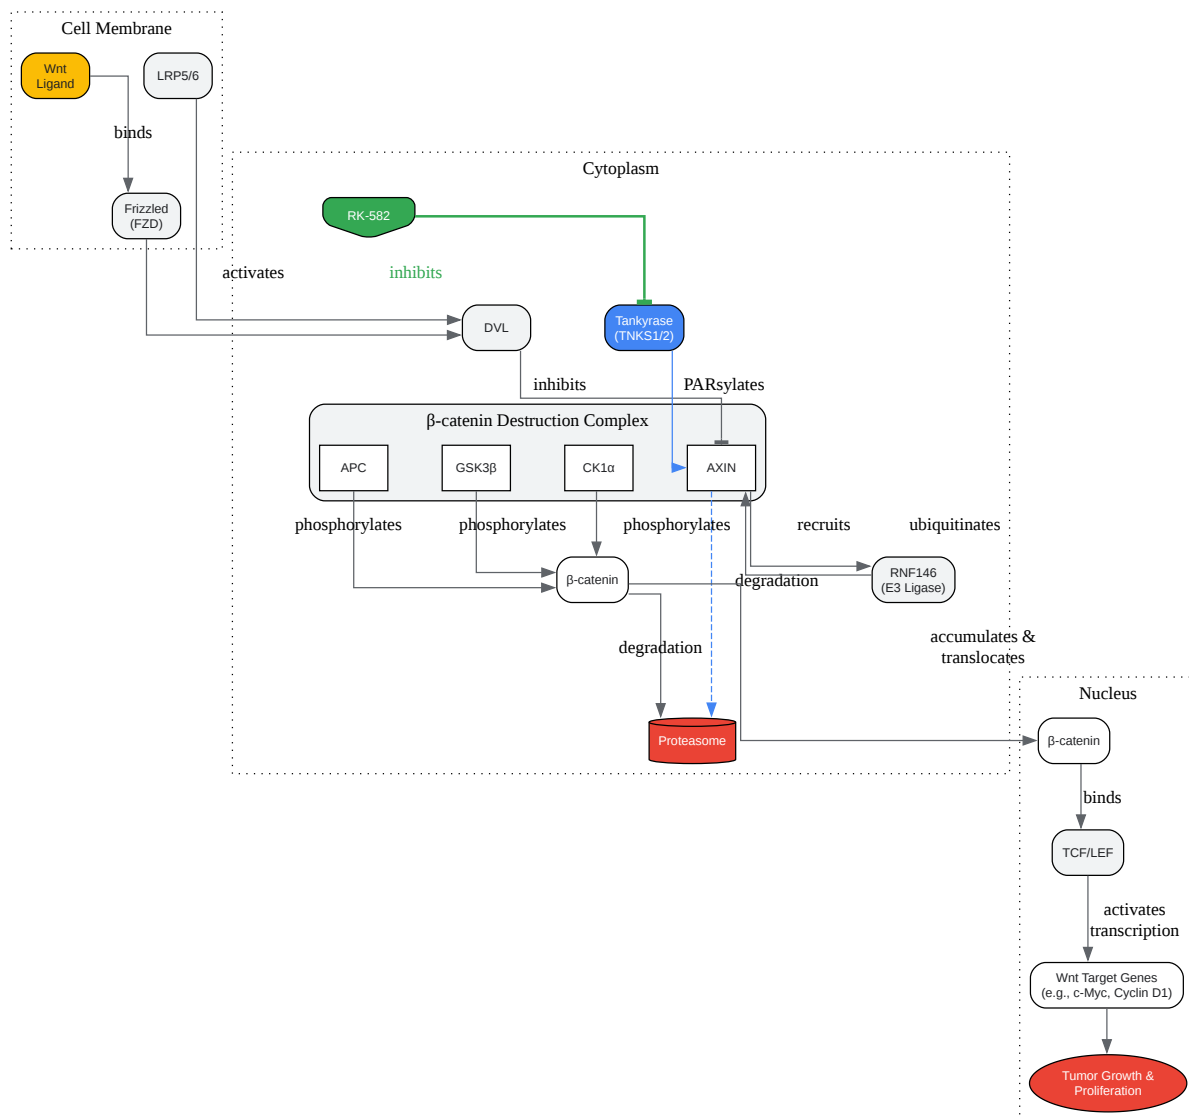 Cell Membrane
Wnt
Ligand
LRP5/6
binds
Frizzled
(FZD)
Cytoplasm
RK-582
activates
inhibits
DVL
Tankyrase
(TNKS1/2)
inhibits
PARsylates
β-catenin Destruction Complex
APC
GSK3β
CK1α
AXIN
phosphorylates
phosphorylates
phosphorylates
recruits
ubiquitinates
β-catenin
degradation
RNF146
(E3 Ligase)
degradation
accumulates &
translocates
Proteasome
Nucleus
β-catenin
binds
TCF/LEF
activates
transcription
Wnt Target Genes
(e.g., c-Myc, Cyclin D1)
Tumor Growth &
Proliferation